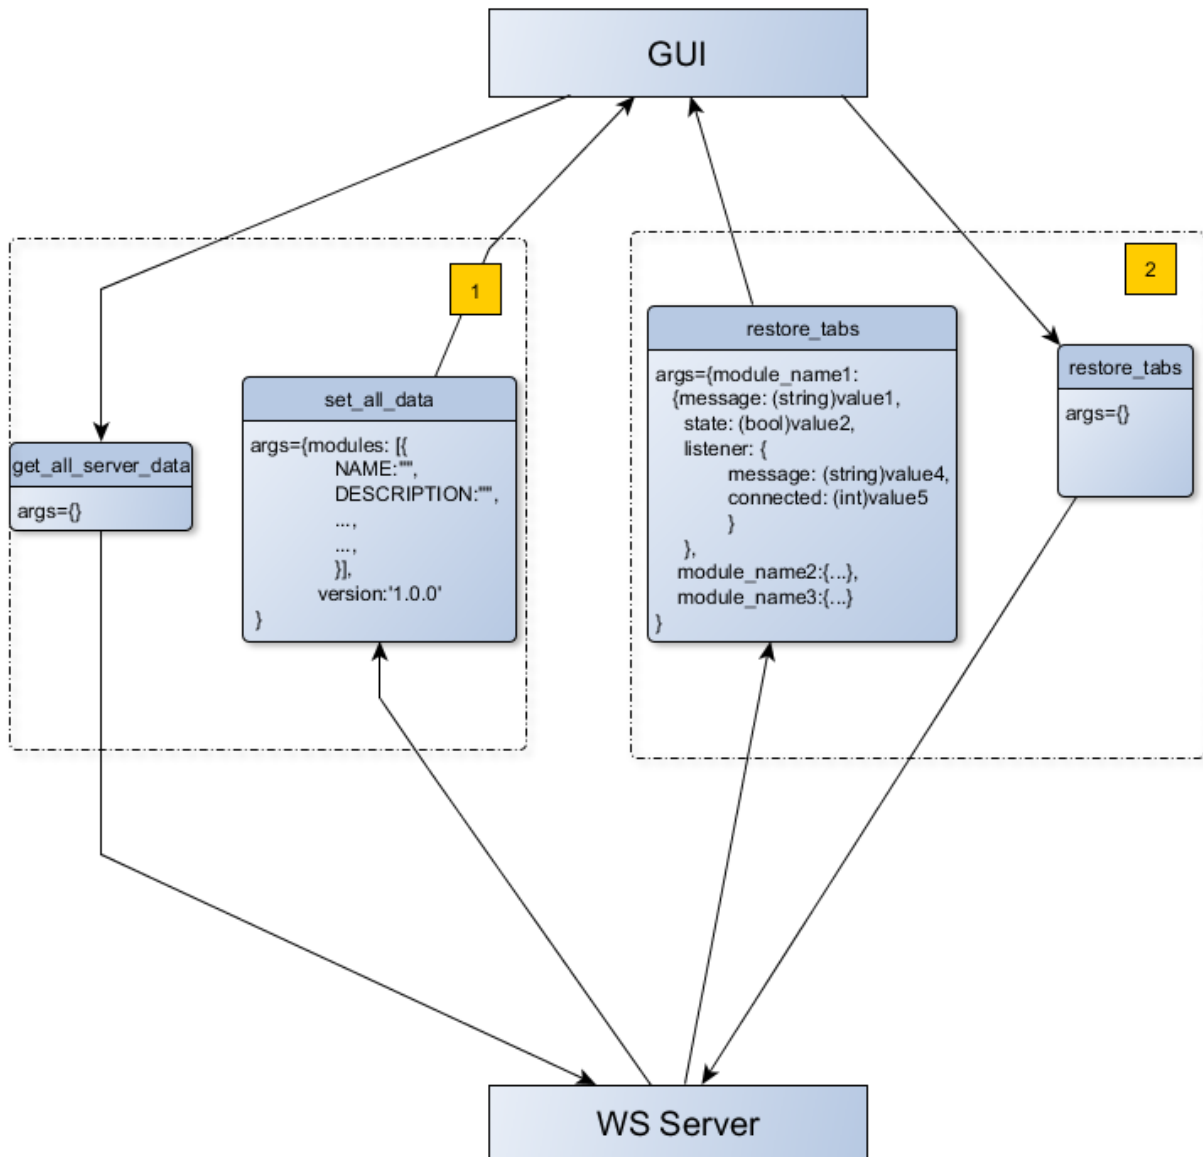 GUI
1
2
get_all_server_data
args={}
set_all_data
args={modules: [{
NAME:"",
DESCRIPTION:"",
...,
...,
}],
version:'1.0.0'
}
restore_tabs
args={module_name1:
{message: (string)value1,
state: (bool)value2,
listener: {
message: (string)value4,
connected: (int)value5
}
},
module_name2:{...},
module_name3:{...}
}
restore_tabs
args={}
WS Server